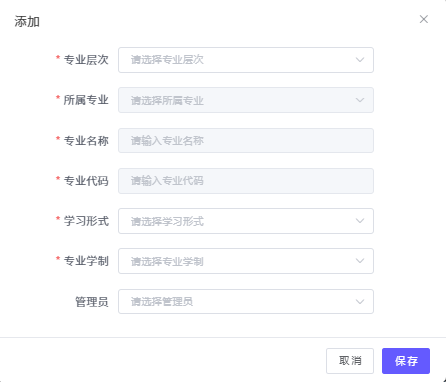 添加
* 专业层次 请选择专业层次
* 所属专业 请选择所属专业
* 专业名称 请输入专业名称
* 专业代码 请输入专业代码
* 学习形式 请选择学习形式
* 专业学制 请选择专业学制
管理员 请选择管理员
取消 保存